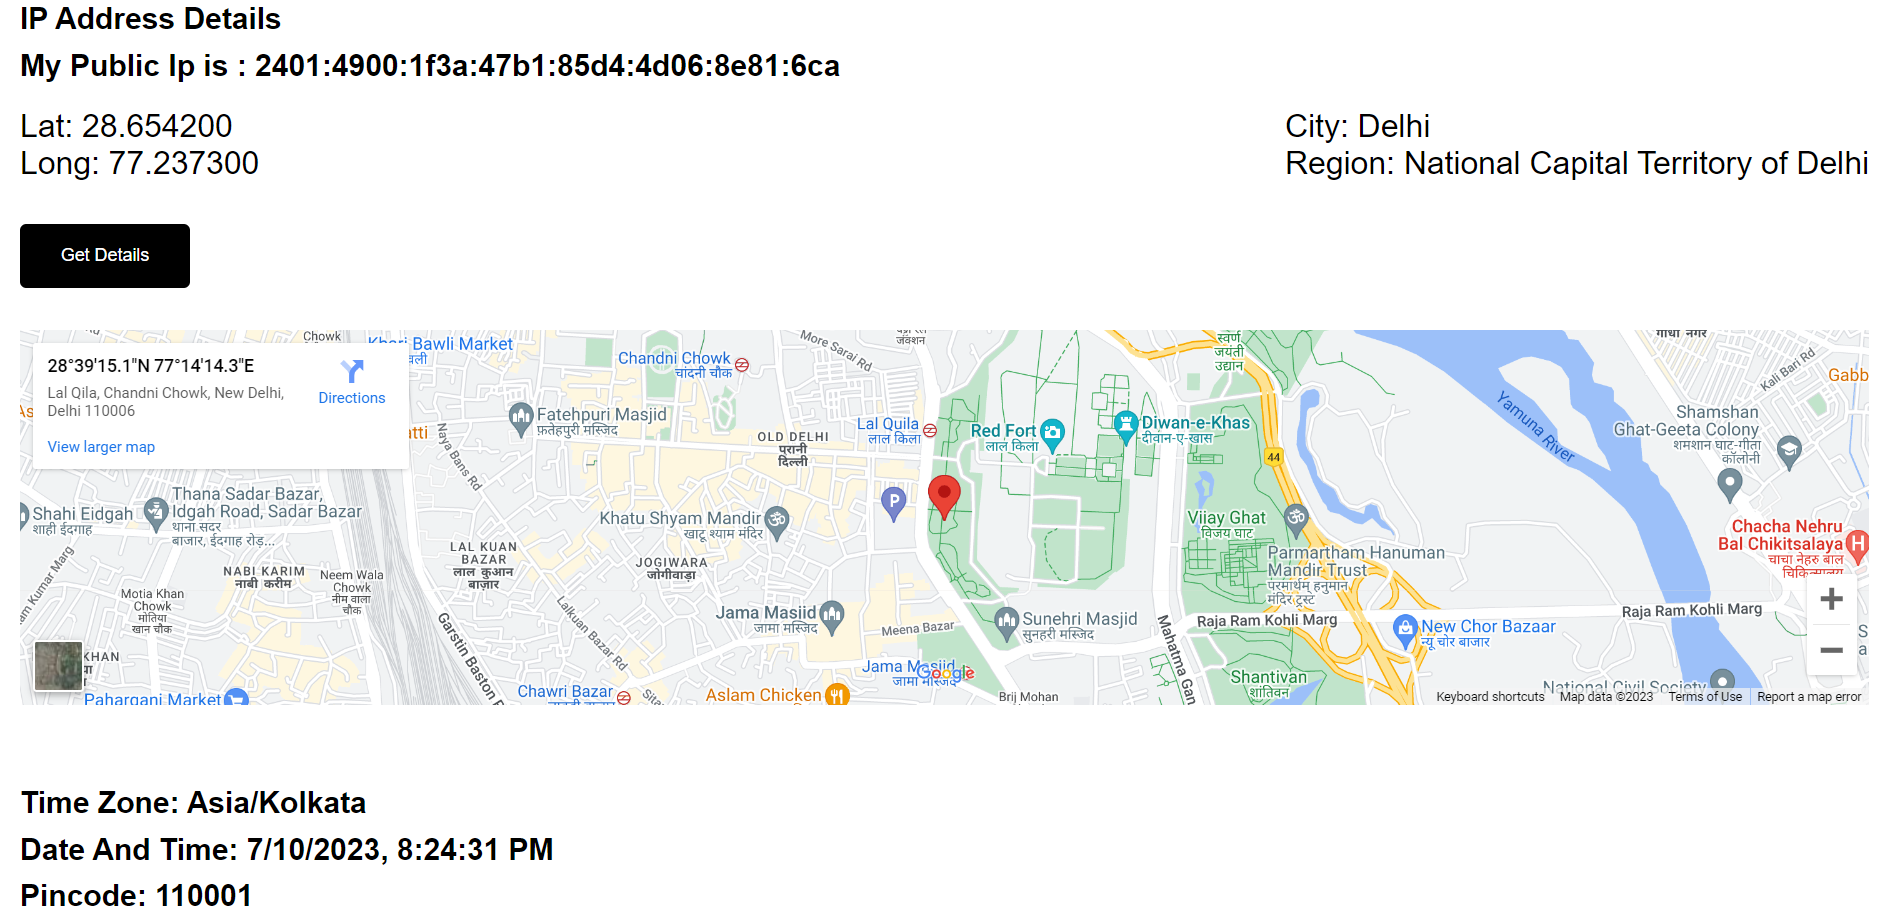 IP Address Details
My Public Ip is : 2401:4900:1f3a:47b1:85d4:4d06:8e81:6ca
Lat: 28.654200
Long: 77.237300
City: Delhi
Region: National Capital Territory of Delhi
Get Details
28°39'15.1"N 77°14'14.3"E
Lal Qila, Chandni Chowk, New Delhi,
Delhi 110006
View larger map
Directions
Chowk
Khari Bawli Market
Chandni Chowk
चांदनी चौक
More Sarai Rd
जंक्शन
स्वर्ण
जयंती
उद्यान
Yamuna River
गांधी नगर
Kali Bari Rd
Gabb
Shamshan
Ghat-Geeta Colony
शमशान घाट-गीता
कॉलोनी
Fatehpuri Masjid
फ़तेहपुरी मस्जिद
Naya Bans Rd
OLD DELHI
पुरानी
दिल्ली
Lal Quila
लाल किला
Red Fort
लाल किला
Diwan-e-Khas
दीवान-ए-खास
44
P
Thana Sadar Bazar,
Idgah Road, Sadar Bazar
थाना सदर
बाजार, ईदगाह रोड़...
Shahi Eidgah
शाही ईदगाह
Khatu Shyam Mandir
खाटू श्याम मंदिर
Vijay Ghat
विजय घाट
Parmartham Hanuman
Mandir Trust
परमार्थम् हनुमान
मंदिर ट्रस्ट
Chacha Nehru
Bal Chikitsalaya
चाचा नेहरु बाल
चिकित्सालय
H
LAL KUAN
BAZAR
लाल कुआन
बाज़ार
JOGIWARA
जोगीवाड़ा
NABI KARIM
नाबी करीम
Neem Wala
Chowk
नीम वाला
चौक
Motia Khan
Chowk
मोतिया
खान चौक
am Kumar Marg
Garstin Baston
Lalkuan Bazar Rd
Jama Masjid
जामा मस्जिद
Meena Bazar
Sunehri Masjid
सुनहरी मस्जिद
Mahatma Gan
Raja Ram Kohli Marg
Raja Ram Kohli Marg
New Chor Bazaar
न्यू चोर बाजार
KHAN
Paharganj Market
Chawri Bazar
Aslam Chicken
Jama Masjid
जामा मस्जिद
Google
Brij Mohan
Shantivan
शांतिवन
National Civil Society
Keyboard shortcuts
Map data ©2023
Terms of Use
Report a map error
Time Zone: Asia/Kolkata
Date And Time: 7/10/2023, 8:24:31 PM
Pincode: 110001